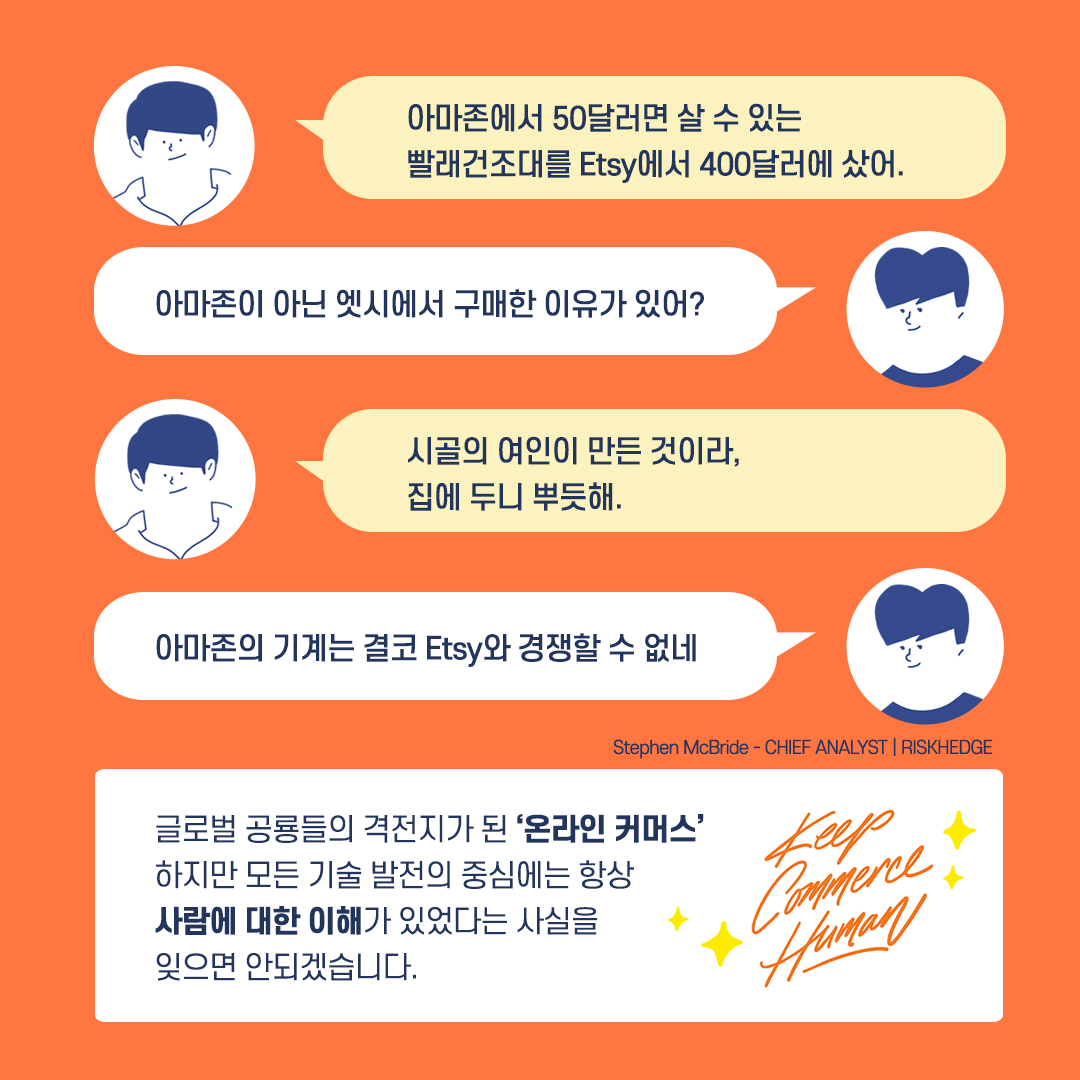 아마존에서 50달러면 살 수 있는
빨래건조대를 Etsy에서 400달러에 샀어.
아마존이 아닌 엣시에서 구매한 이유가 있어?
시골의 여인이 만든 것이라,
집에 두니 뿌듯해.
아마존의 기계는 결코 Etsy와 경쟁할 수 없네
Stephen McBride - CHIEF ANALYST | RISKHEDGE
글로벌 공룡들의 격전지가 된 ‘온라인 커머스’
하지만 모든 기술 발전의 중심에는 항상
사람에 대한 이해가 있었다는 사실을
잊으면 안되겠습니다.
Keep
Commerce
Human